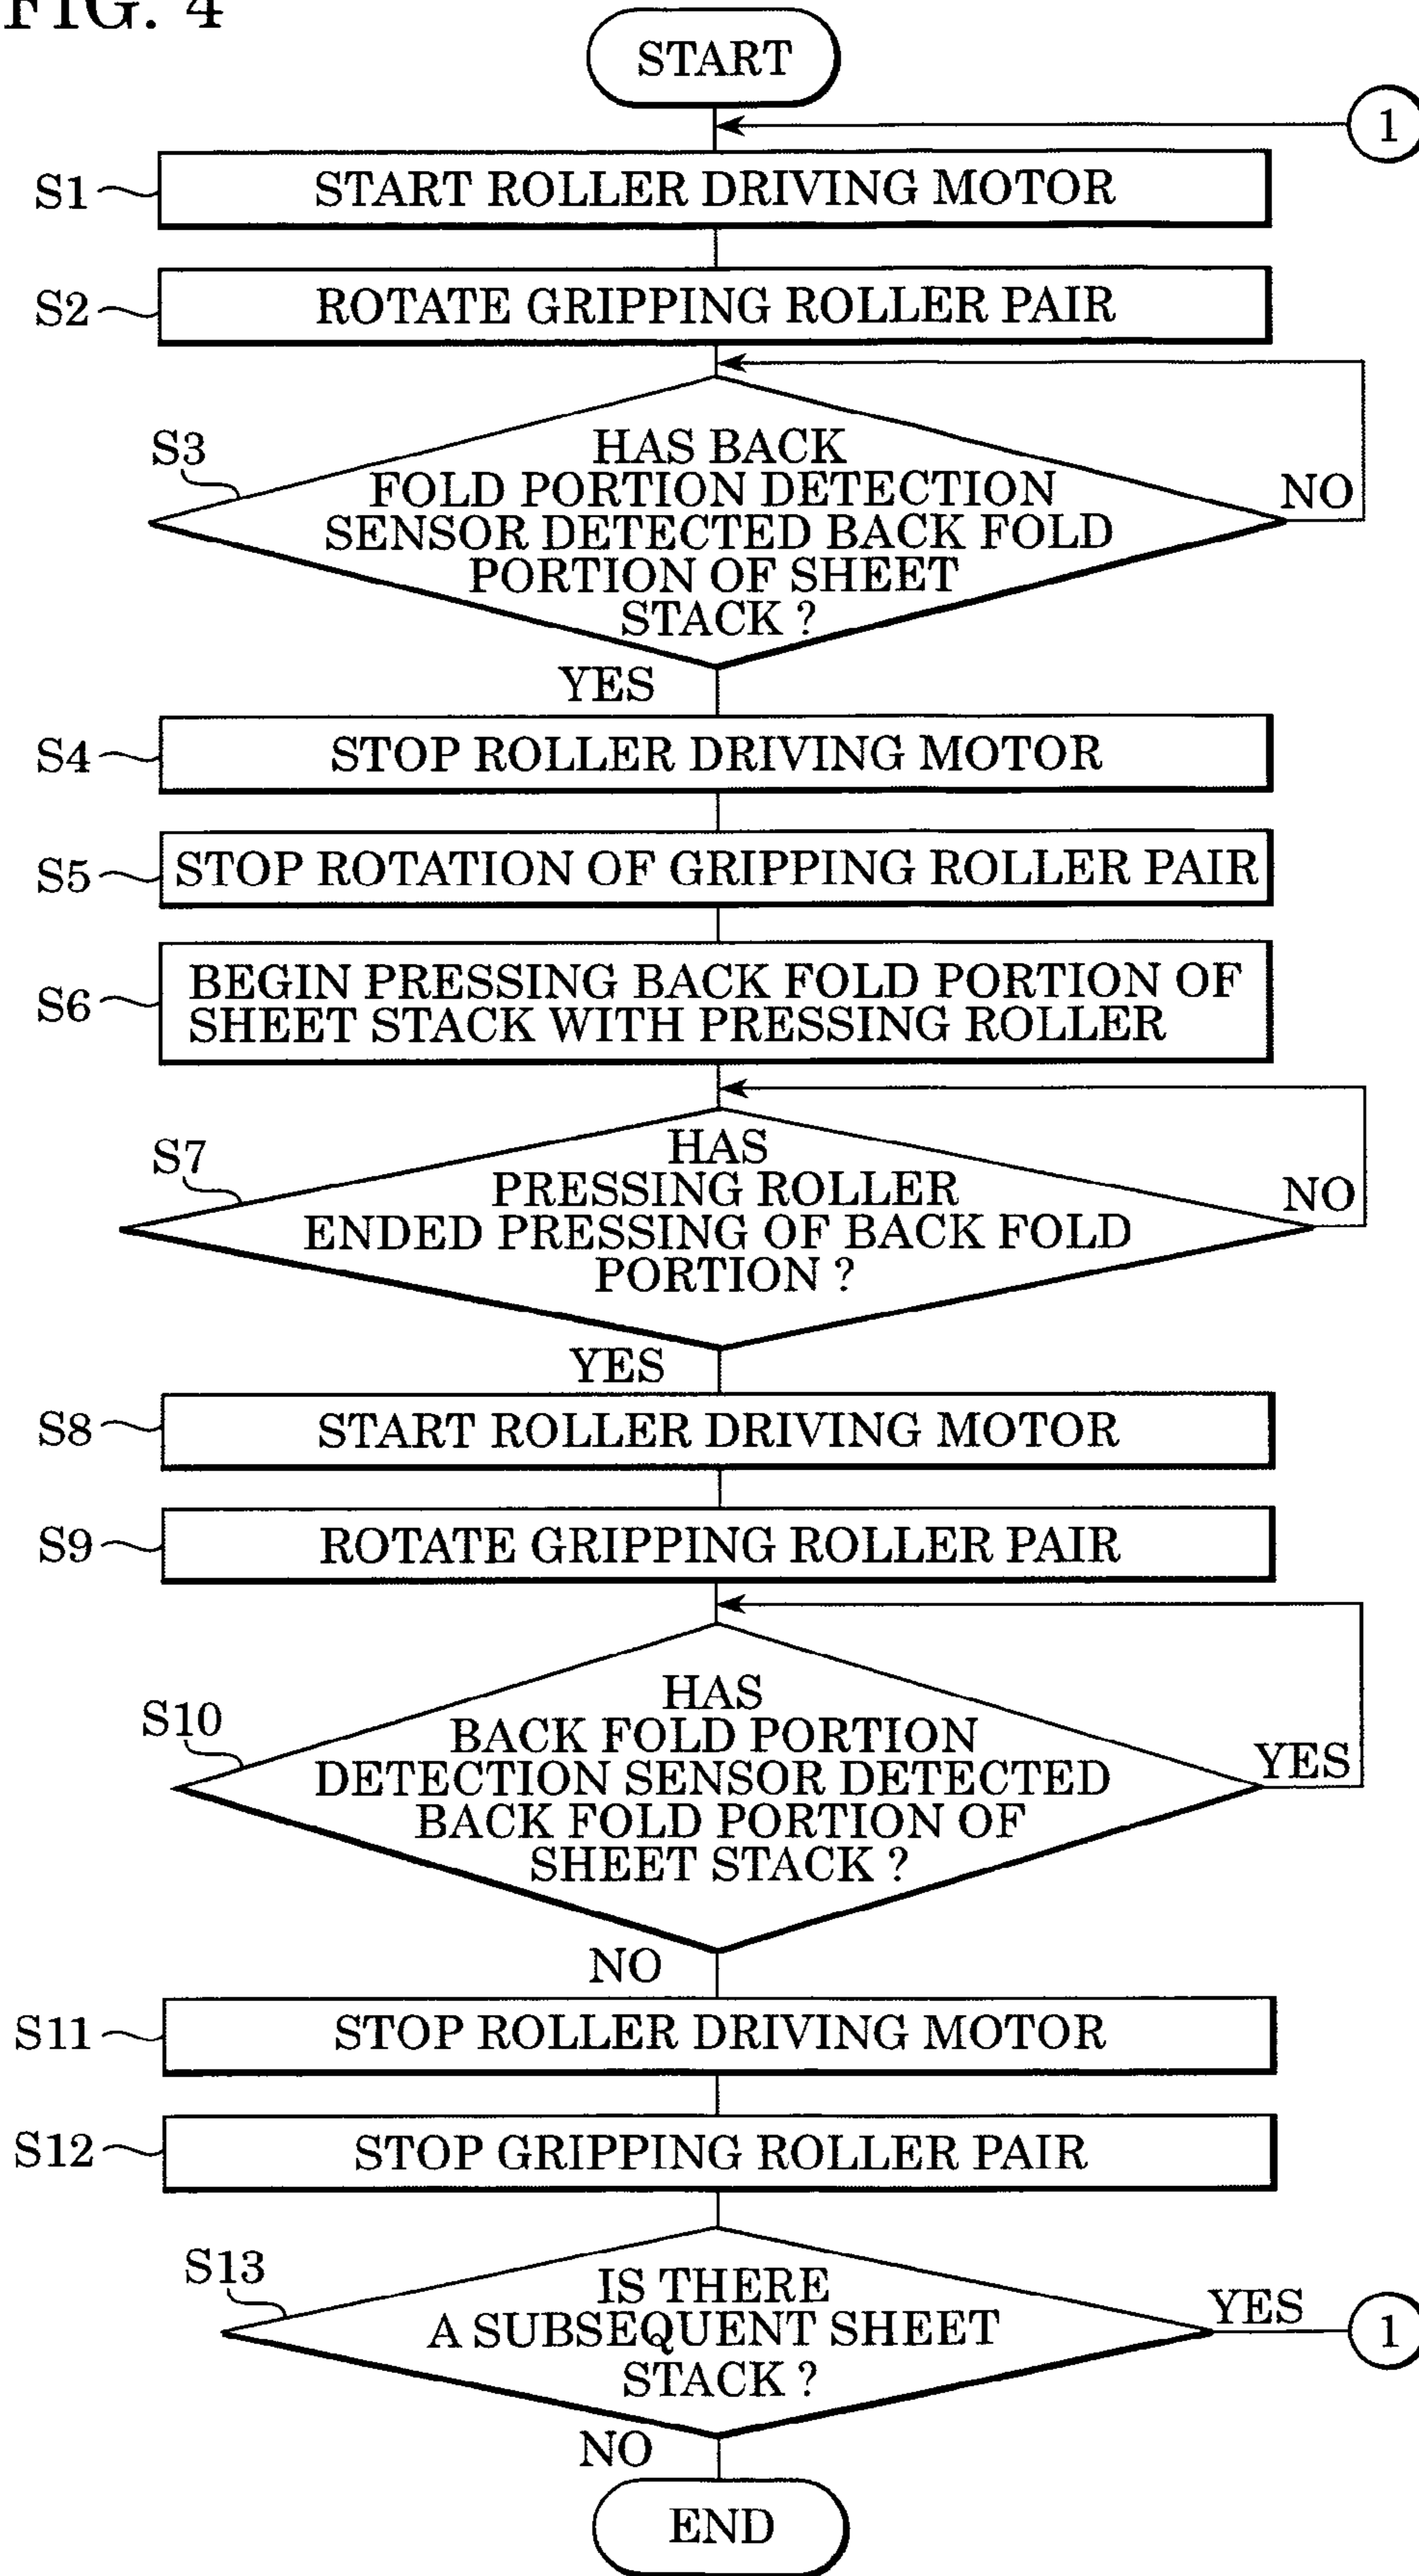 FIG. 4
START
1
S1
START ROLLER DRIVING MOTOR
S2
ROTATE GRIPPING ROLLER PAIR
S3
HAS BACK
FOLD PORTION DETECTION
SENSOR DETECTED BACK FOLD
PORTION OF SHEET
STACK ?
NO
YES
S4
STOP ROLLER DRIVING MOTOR
S5
STOP ROTATION OF GRIPPING ROLLER PAIR
S6
BEGIN PRESSING BACK FOLD PORTION OF
SHEET STACK WITH PRESSING ROLLER
S7
HAS
PRESSING ROLLER
ENDED PRESSING OF BACK FOLD
PORTION ?
NO
YES
S8
START ROLLER DRIVING MOTOR
S9
ROTATE GRIPPING ROLLER PAIR
S10
HAS
BACK FOLD PORTION
DETECTION SENSOR DETECTED
BACK FOLD PORTION OF
SHEET STACK ?
YES
NO
S11
STOP ROLLER DRIVING MOTOR
S12
STOP GRIPPING ROLLER PAIR
S13
IS THERE
A SUBSEQUENT SHEET
STACK ?
YES
1
NO
END